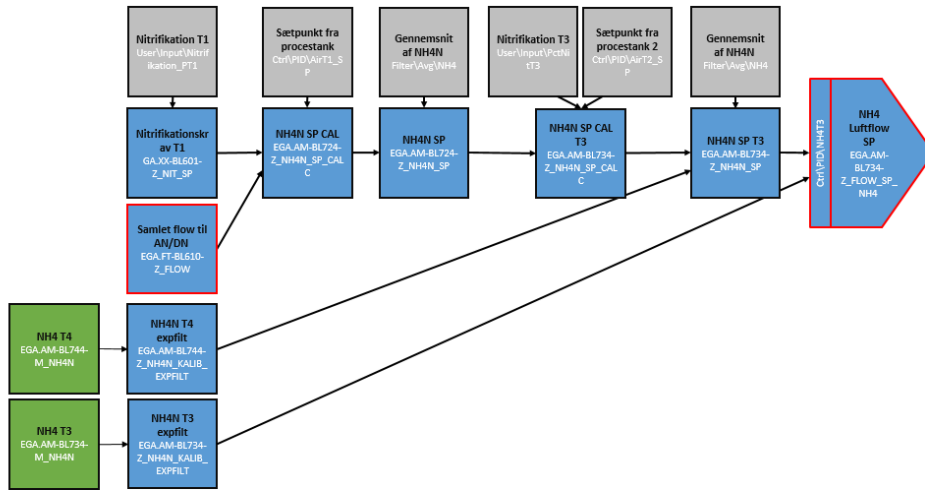 Nitrifikation T1
User\Input\Nitrif
ikation_PT1
Sætpunkt fra
procestank
Ctrl\PID\AirT1_S
P
Gennemsnit
af NH4N
Filter\Avg\NH4
Nitrifikation T3
User\Input\PctNi
tT3
Sætpunkt fra
procestank 2
Ctrl\PID\AirT2_S
P
Gennemsnit
af NH4N
Filter\Avg\NH4
Nitrifikationskr
av T1
GA.XX-BL601-
Z_NIT_SP
NH4N SP CAL
EGA.AM-BL724-
Z_NH4N_SP_CAL
C
NH4N SP
EGA.AM-BL724-
Z_NH4N_SP
NH4N SP CAL
T3
EGA.AM-BL734-
Z_NH4N_SP_CAL
C
NH4N SP T3
EGA.AM-BL734-
Z_NH4N_SP
Ctrl\PID\NH4T3
NH4
Luftflow
SP
EGA.AM-
BL734-
Z_FLOW_SP_
NH4
Samlet flow til
AN/DN
EGA.FT-BL610-
Z_FLOW
NH4 T4
EGA.AM-BL744-
M_NH4N
NH4N T4
expfilt
EGA.AM-BL744-
Z_NH4N_KALIB_
EXPFILT
NH4 T3
EGA.AM-BL734-
M_NH4N
NH4N T3
expfilt
EGA.AM-BL734-
Z_NH4N_KALIB_
EXPFILT